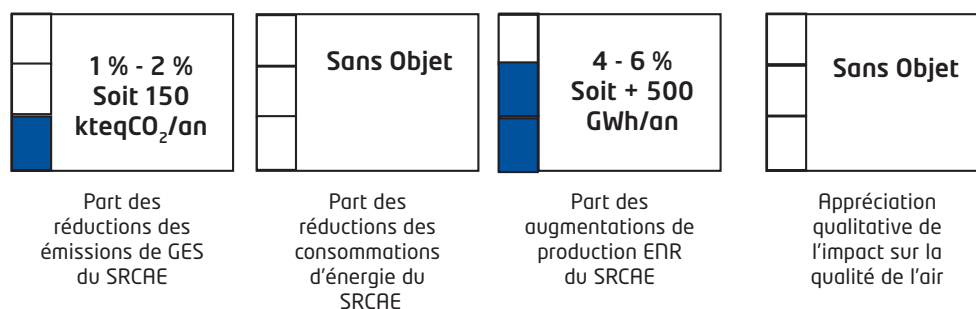 1 % - 2 %
Soit 150
kteqCO₂/an
Part des
réductions des
émissions de GES
du SRCAE
Sans Objet
Part des
réductions des
consommations
d'énergie du
SRCAE
4 - 6 %
Soit + 500
GWh/an
Part des
augmentations de
production ENR
du SRCAE
Sans Objet
Appréciation
qualitative de
l'impact sur la
qualité de l'air